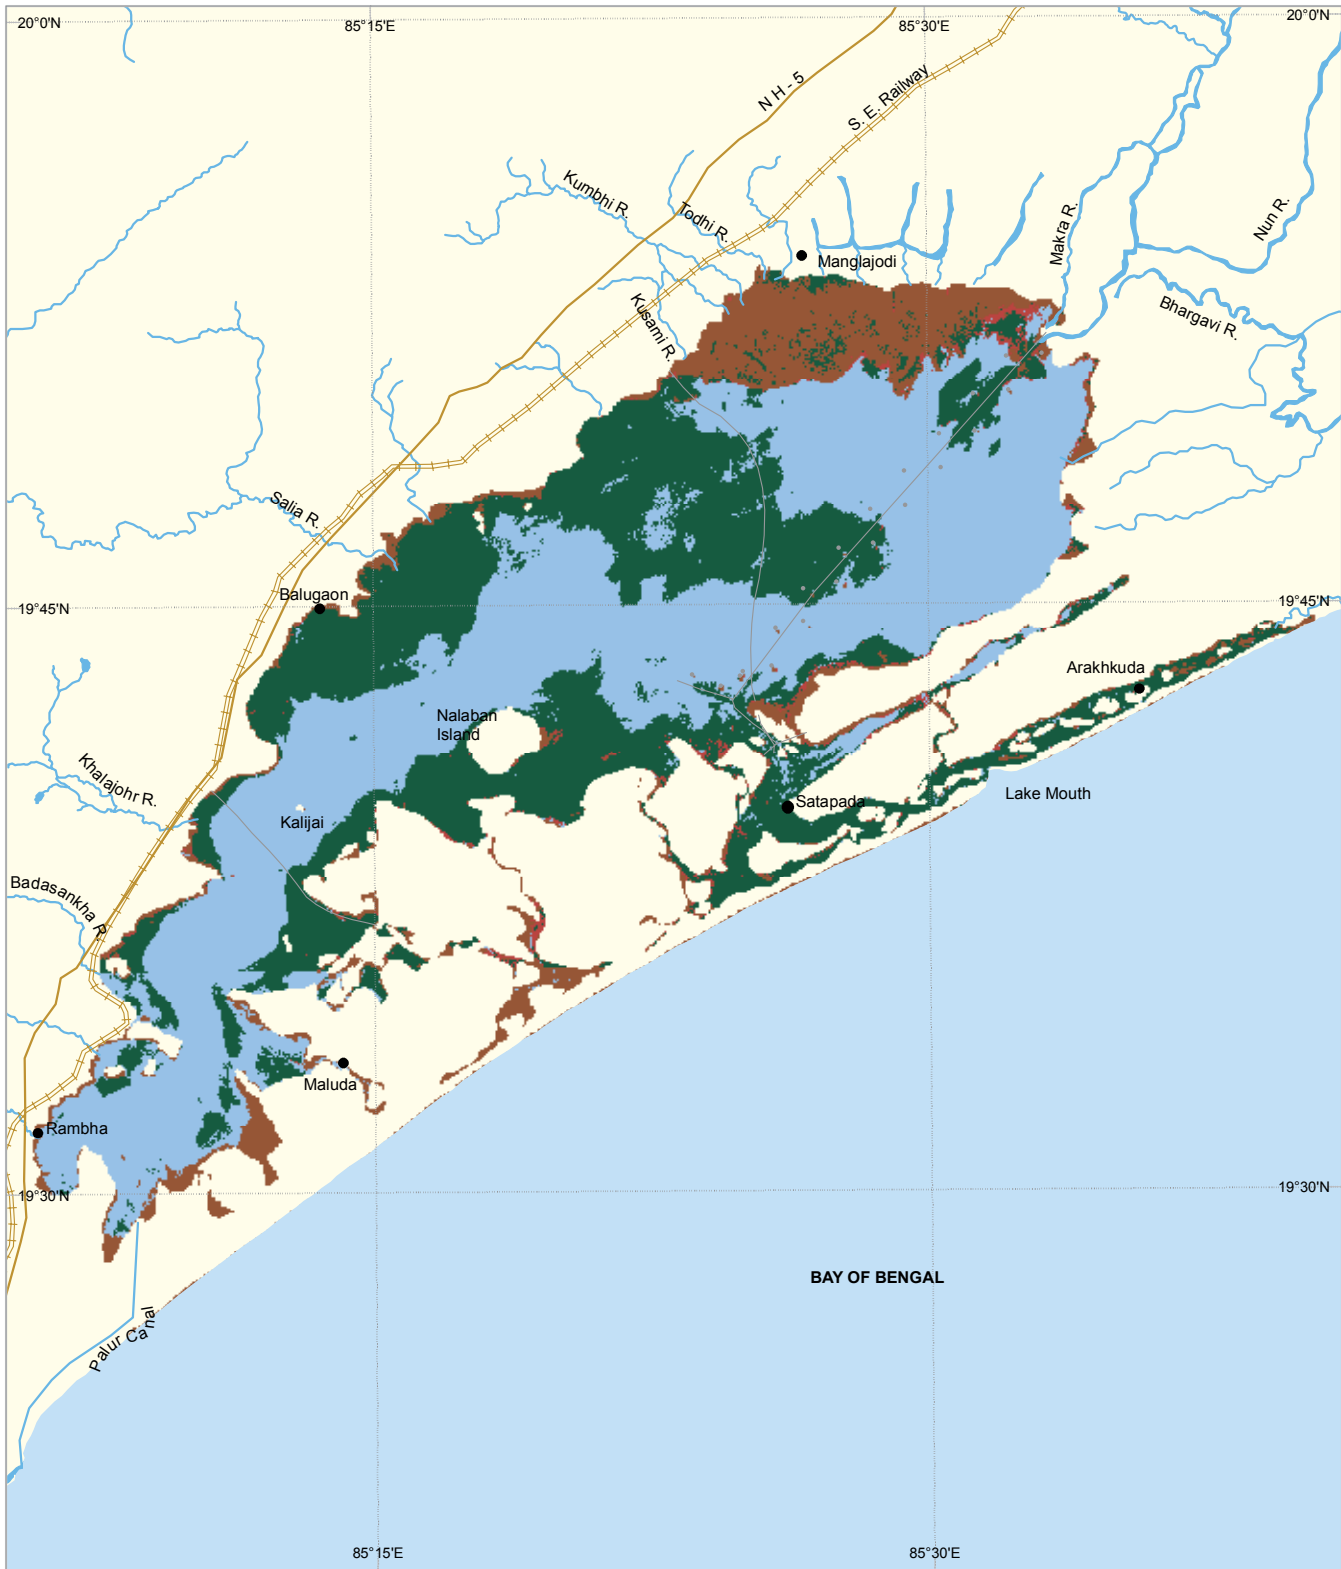 20°0'N
85°15'E
85°30'E
20°0'N
N H - 5
S. E. Railway
Kumbhi R.
Todhi R.
Makra R.
Nun R.
Manglajodi
Kusami R.
Bhargavi R.
Salia R.
Balugaon
19°45'N
19°45'N
Arakhkuda
Nalaban
Island
Khalajohr R.
Kalijai
Satapada
Lake Mouth
Badasankha R.
Maluda
Rambha
19°30'N
19°30'N
BAY OF BENGAL
Palur Canal
85°15'E
85°30'E